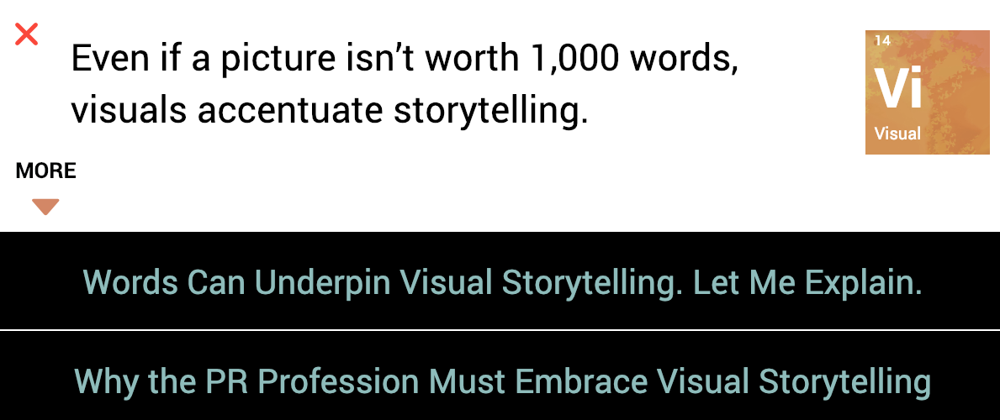 Even if a picture isn’t worth 1,000 words,
visuals accentuate storytelling.
14
Vi
Visual
MORE
Words Can Underpin Visual Storytelling. Let Me Explain.
Why the PR Profession Must Embrace Visual Storytelling